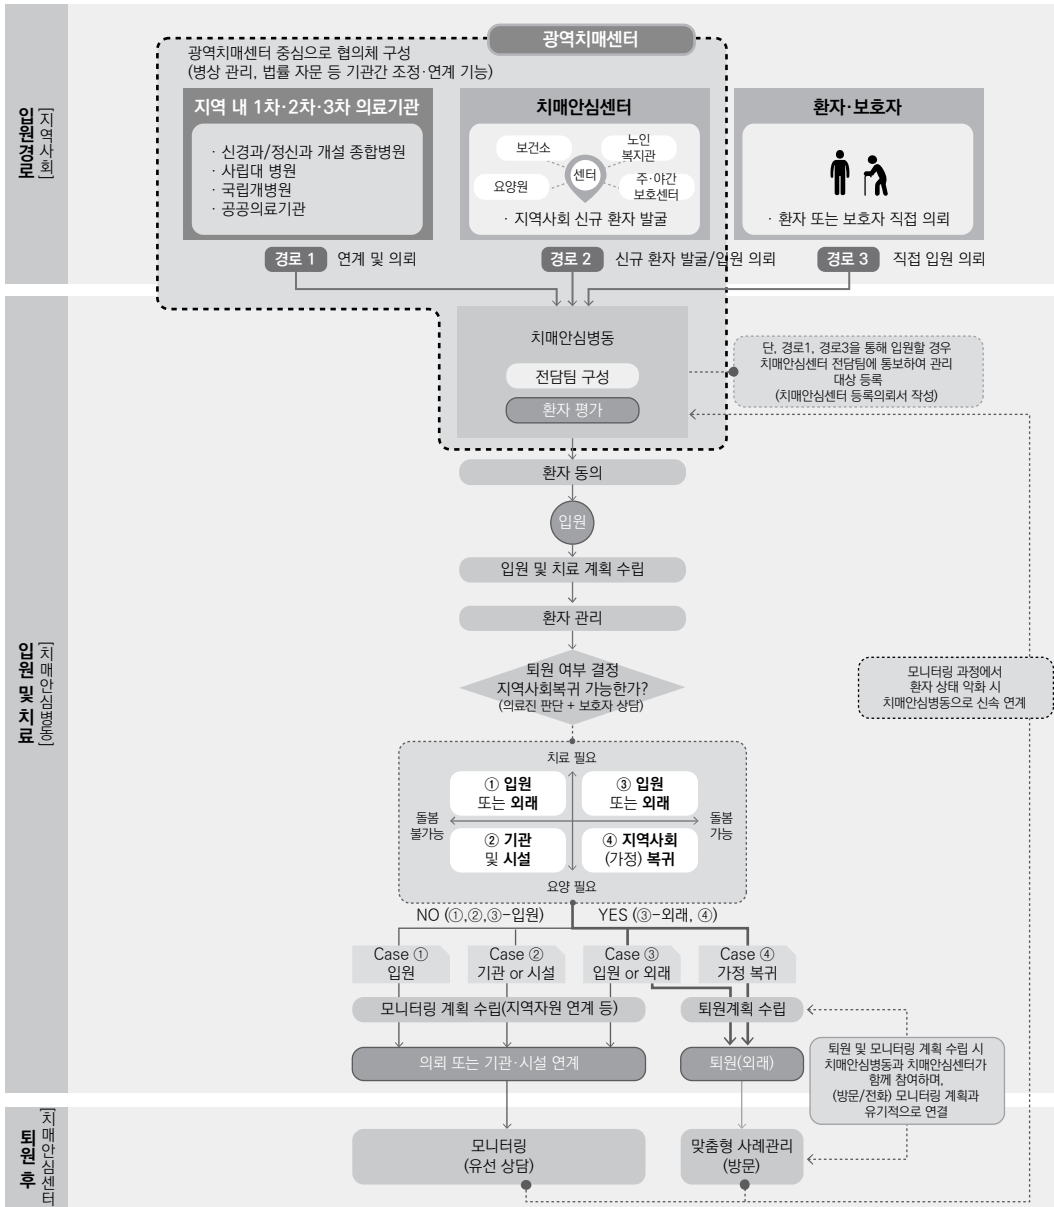 광역치매센터
광역치매센터 중심으로 협의체 구성
(병상 관리, 법률 자문 등 기관간 조정·연계 기능)
입원경로
[지역사회]
지역 내 1차·2차·3차 의료기관
· 신경과/정신과 개설 종합병원
· 사립대 병원
· 국립개병원
· 공공의료기관
치매안심센터
보건소
노인
복지관
센터
요양원
주·야간
보호센터
· 지역사회 신규 환자 발굴
환자·보호자
· 환자 또는 보호자 직접 의뢰
경로 1 연계 및 의뢰
경로 2 신규 환자 발굴/입원 의뢰
경로 3 직접 입원 의뢰
입원 및 치료
[치매안심병동]
치매안심병동
전담팀 구성
환자 평가
단, 경로1, 경로3을 통해 입원할 경우
치매안심센터 전담팀에 통보하여 관리
대상 등록
(치매안심센터 등록의뢰서 작성)
환자 동의
입원
입원 및 치료 계획 수립
환자 관리
퇴원 여부 결정
지역사회복귀 가능한가?
(의료진 판단 + 보호자 상담)
모니터링 과정에서
환자 상태 악화 시
치매안심병동으로 신속 연계
치료 필요
① 입원
또는 외래
③ 입원
또는 외래
돌봄
불가능
돌봄
가능
② 기관
및 시설
④ 지역사회
(가정) 복귀
요양 필요
NO (①,②,③-입원)
YES (③-외래, ④)
Case ①
입원
Case ②
기관 or 시설
Case ③
입원 or 외래
Case ④
가정 복귀
모니터링 계획 수립(지역자원 연계 등)
퇴원계획 수립
의뢰 또는 기관·시설 연계
퇴원(외래)
퇴원 및 모니터링 계획 수립 시
치매안심병동과 치매안심센터가
함께 참여하며,
(방문/전화) 모니터링 계획과
유기적으로 연결
퇴원 후
[치매안심센터
모니터링
(유선 상담)
맞춤형 사례관리
(방문)